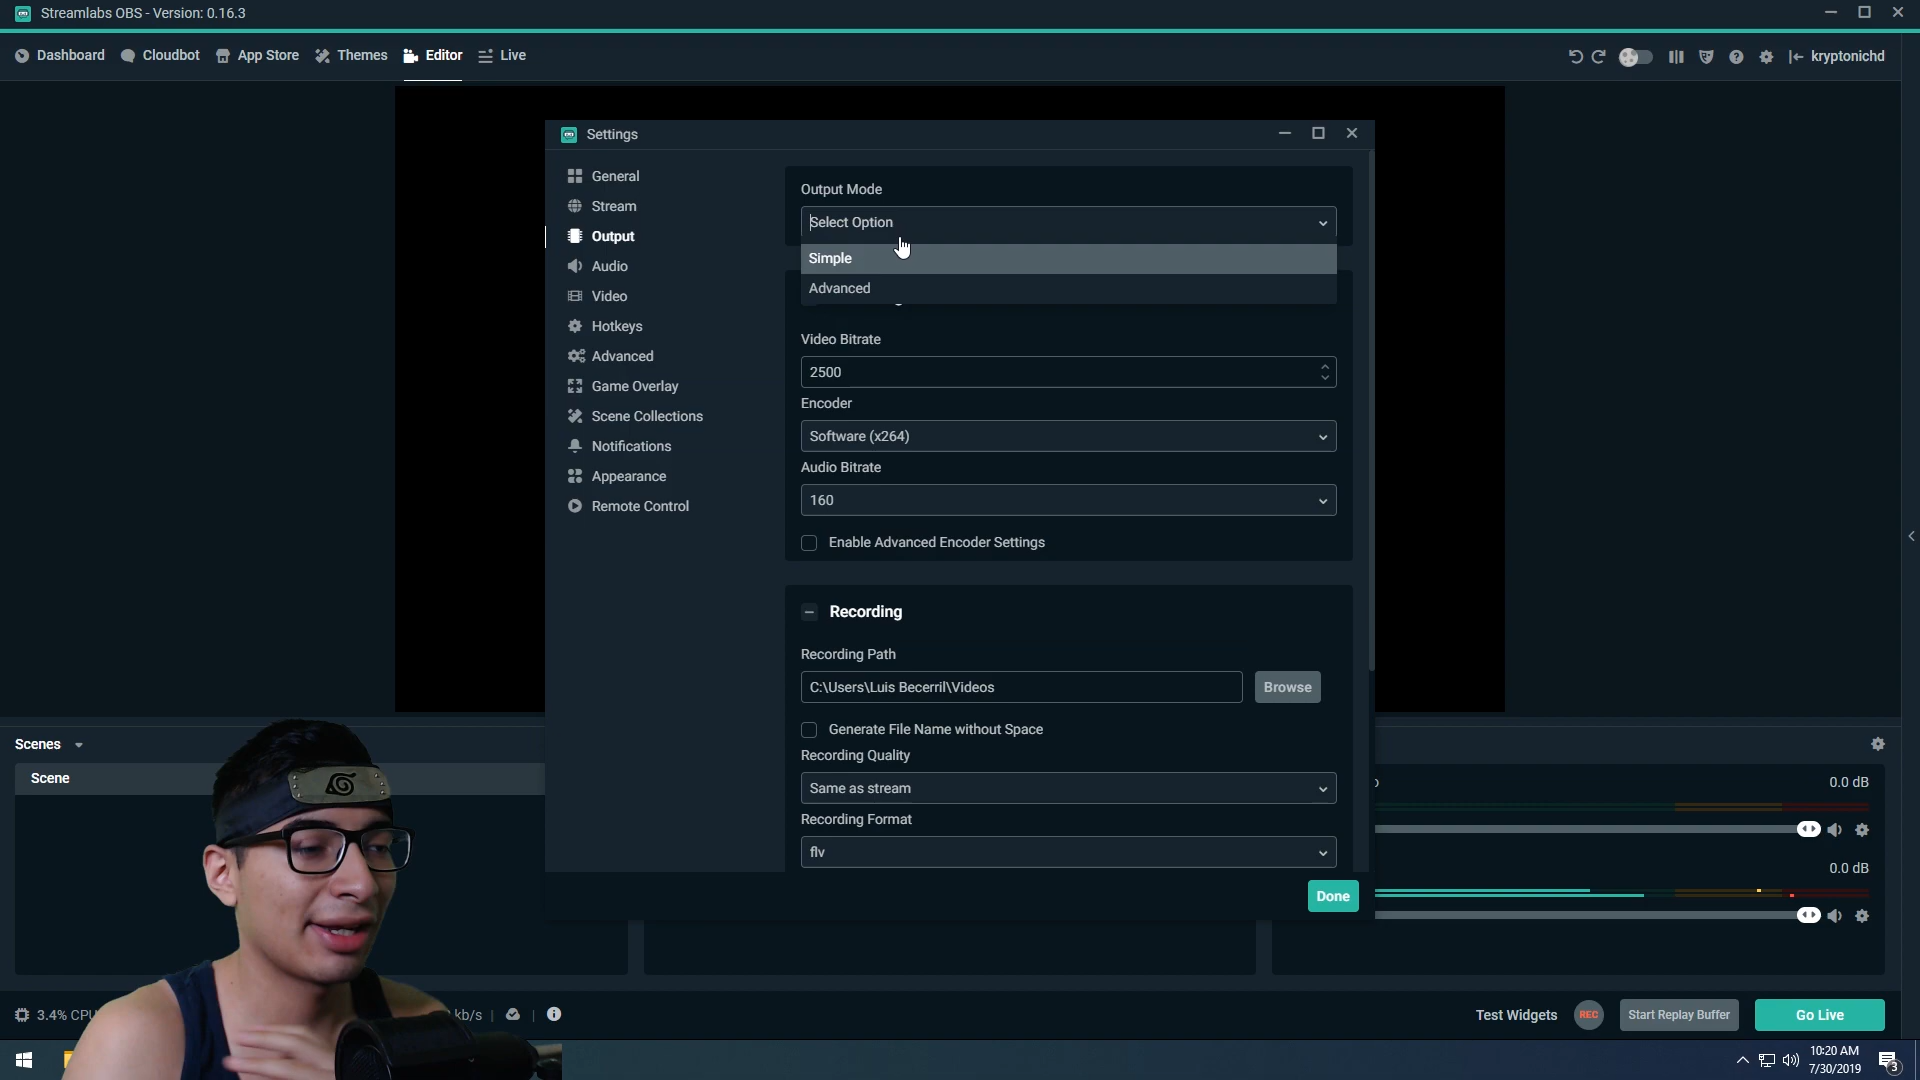 Streamlabs OBS - Version: 0.16.3
Dashboard
Cloudbot
App Store
Themes
Editor
Live
kryptonichd
Settings
General
Stream
Output
Audio
Video
Hotkeys
Advanced
Game Overlay
Scene Collections
Notifications
Appearance
Remote Control
Output Mode
Select Option
Simple
Advanced
Video Bitrate
2500
Encoder
Software (x264)
Audio Bitrate
160
Enable Advanced Encoder Settings
Recording
Recording Path
C:\Users\Luis Becerril\Videos
Browse
Generate File Name without Space
Recording Quality
Same as stream
Recording Format
flv
Done
Scenes
Scene
0.0 dB
0.0 dB
3.4% CPU
kb/s
Test Widgets
REC
Start Replay Buffer
Go Live
10:20 AM
7/30/2019
3